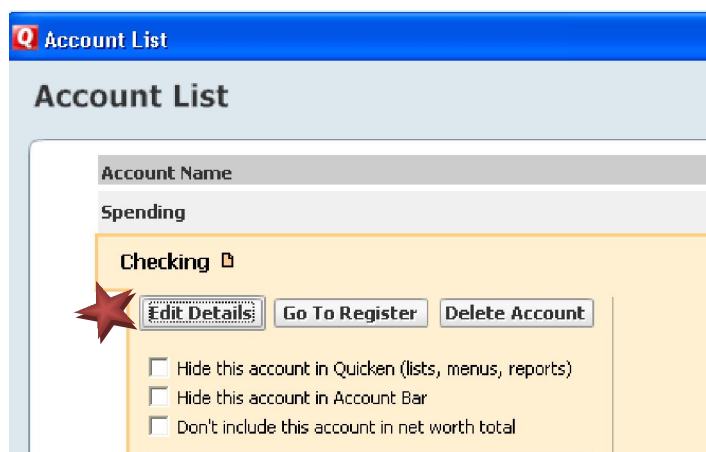 Q Account List
Account List
Account Name
Spending
Checking
Edit Details Go To Register Delete Account
Hide this account in Quicken (lists, menus, reports)
Hide this account in Account Bar
Don't include this account in net worth total